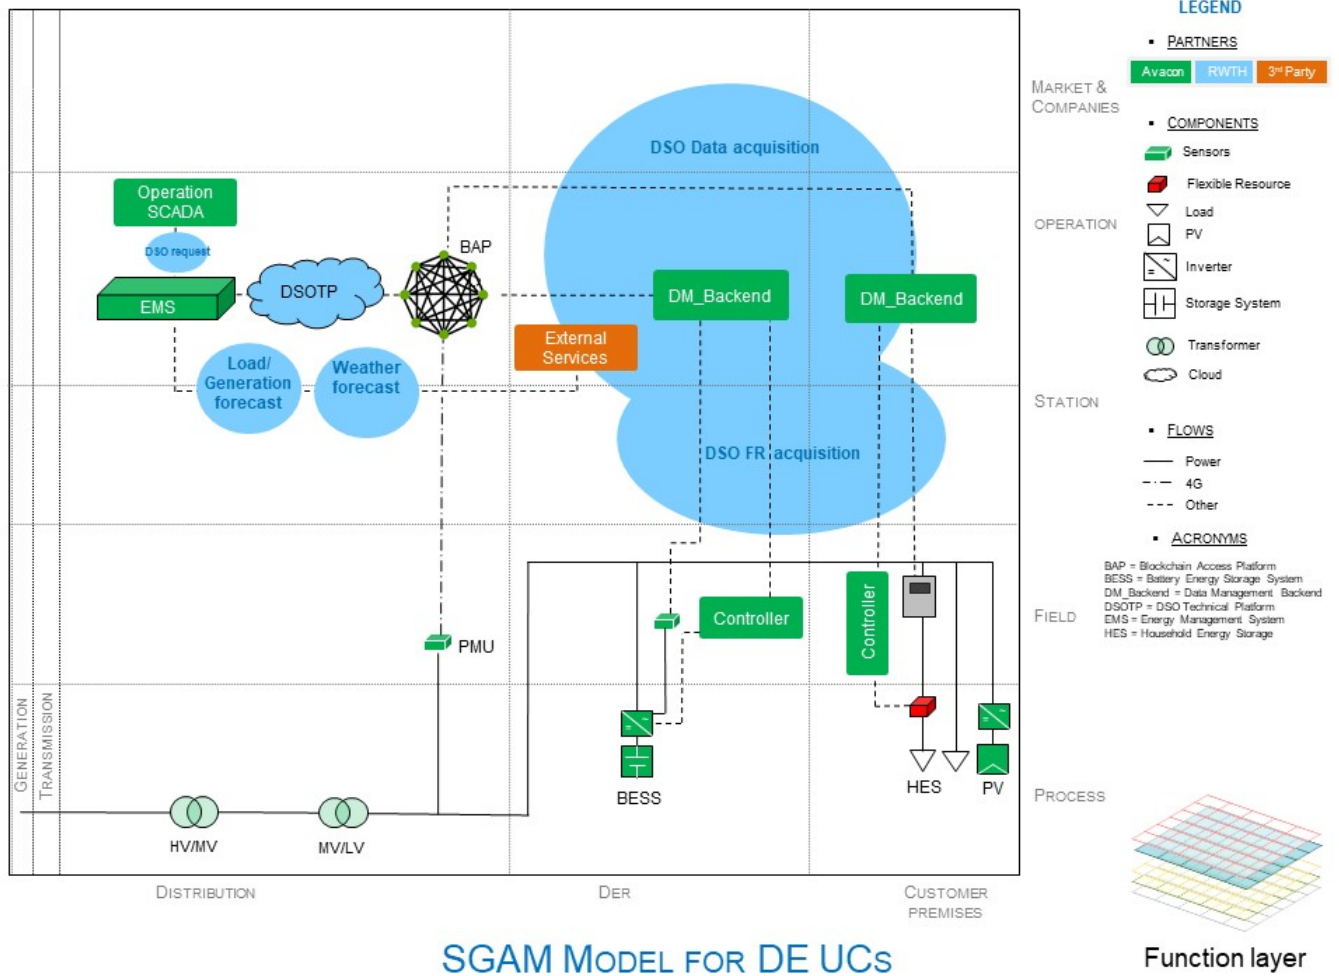 LEGEND
▪ PARTNERS
Avacon RWTH 3rd Party
MARKET &
COMPANIES
▪ COMPONENTS
Sensors
Flexible Resource
Load
PV
Inverter
Storage System
Transformer
Cloud
▪ FLOWS
Power
4G
Other
▪ ACRONYMS
BAP = Blockchain Access Platform
BESS = Battery Energy Storage System
DM_Backend = Data Management Backend
DSOTP = DSO Technical Platform
EMS = Energy Management System
HES = Household Energy Storage
OPERATION
STATION
FIELD
PROCESS
DSO Data acquisition
Operation
SCADA
DSO request
BAP
DSOTP
EMS
DM_Backend
DM_Backend
External
Services
Load/
Generation
forecast
Weather
forecast
DSO FR acquisition
Controller
Controller
PMU
GENERATION
TRANSMISSION
BESS
HES
PV
HV/MV
MV/LV
DISTRIBUTION
DER
CUSTOMER
PREMISES
SGAM MODEL FOR DE UCS
Function layer